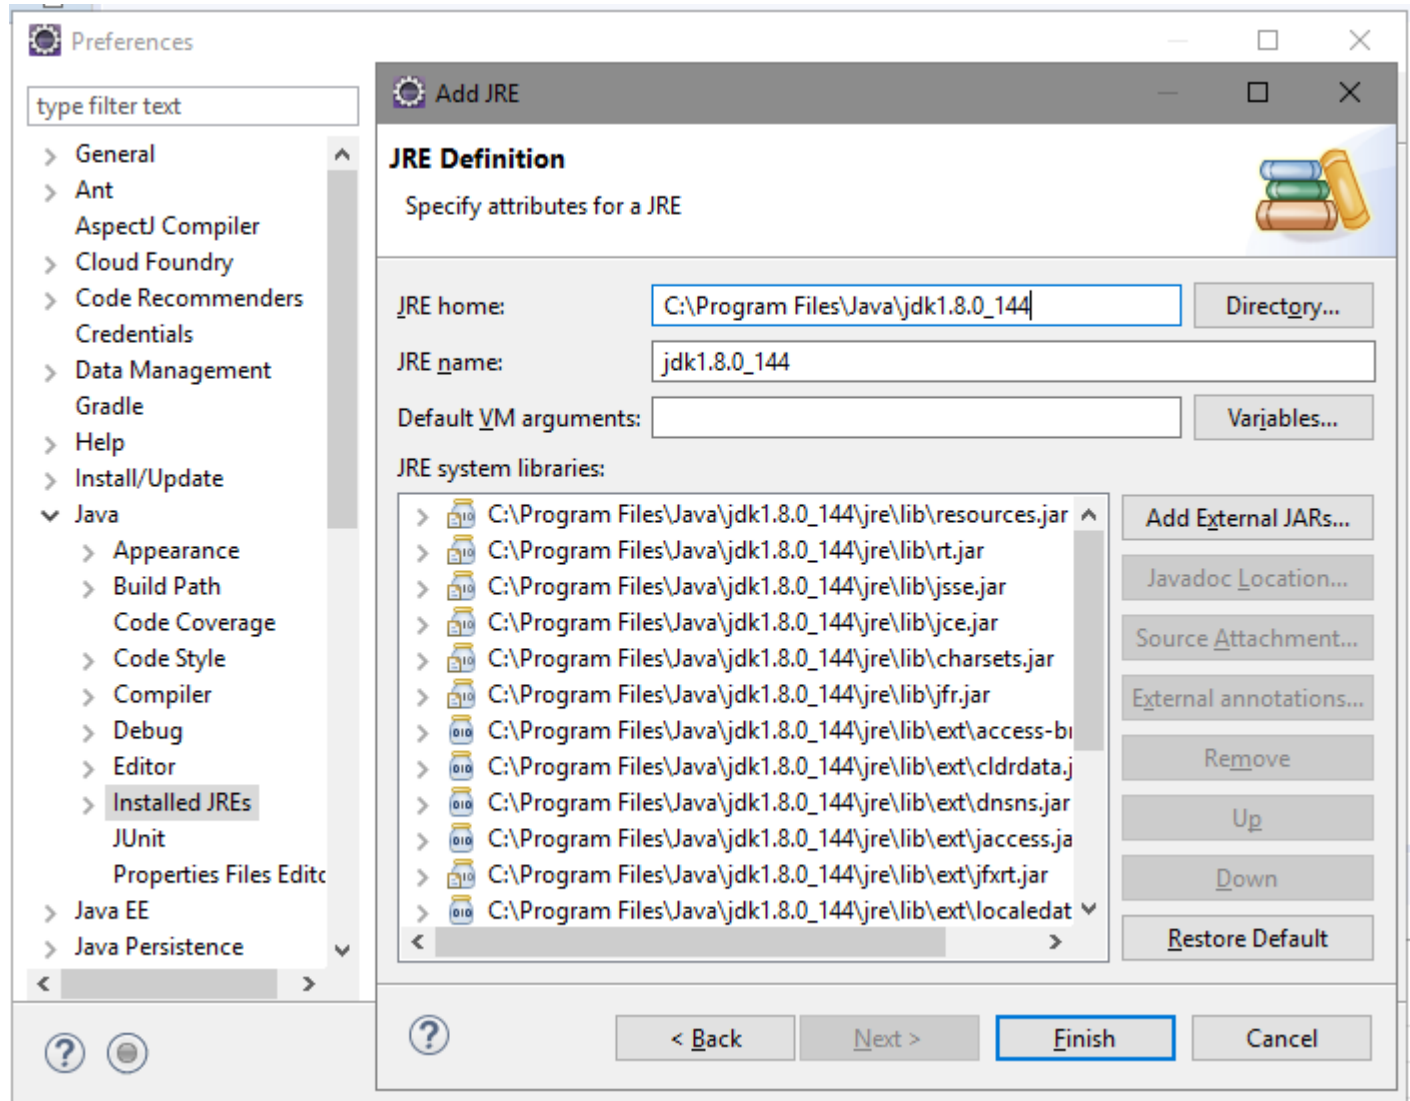 Preferences
type filter text
General
Ant
AspectJ Compiler
Cloud Foundry
Code Recommenders
Credentials
Data Management
Gradle
Help
Install/Update
Java
Appearance
Build Path
Code Coverage
Code Style
Compiler
Debug
Editor
Installed JREs
JUnit
Properties Files Edito
Java EE
Java Persistence
Add JRE
JRE Definition
Specify attributes for a JRE
JRE home: C:\Program Files\Java\jdk1.8.0_144 Directory...
JRE name: jdk1.8.0_144
Default VM arguments: Variables...
JRE system libraries:
C:\Program Files\Java\jdk1.8.0_144\jre\lib\resources.jar
C:\Program Files\Java\jdk1.8.0_144\jre\lib\rt.jar
C:\Program Files\Java\jdk1.8.0_144\jre\lib\jsse.jar
C:\Program Files\Java\jdk1.8.0_144\jre\lib\jce.jar
C:\Program Files\Java\jdk1.8.0_144\jre\lib\charsets.jar
C:\Program Files\Java\jdk1.8.0_144\jre\lib\jfr.jar
C:\Program Files\Java\jdk1.8.0_144\jre\lib\ext\access-br
C:\Program Files\Java\jdk1.8.0_144\jre\lib\ext\cldrdata.j
C:\Program Files\Java\jdk1.8.0_144\jre\lib\ext\dnsns.jar
C:\Program Files\Java\jdk1.8.0_144\jre\lib\ext\jaccess.ja
C:\Program Files\Java\jdk1.8.0_144\jre\lib\ext\jfxrt.jar
C:\Program Files\Java\jdk1.8.0_144\jre\lib\ext\localedat
Add External JARs...
Javadoc Location...
Source Attachment...
External annotations...
Remove
Up
Down
Restore Default
< Back Next > Finish Cancel